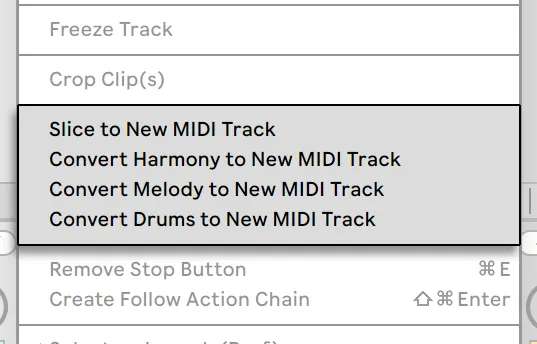 Freeze Track
Crop Clip(s)
Slice to New MIDI Track
Convert Harmony to New MIDI Track
Convert Melody to New MIDI Track
Convert Drums to New MIDI Track
Remove Stop Button ⌘ E
Create Follow Action Chain ⇧ ⌘ Enter